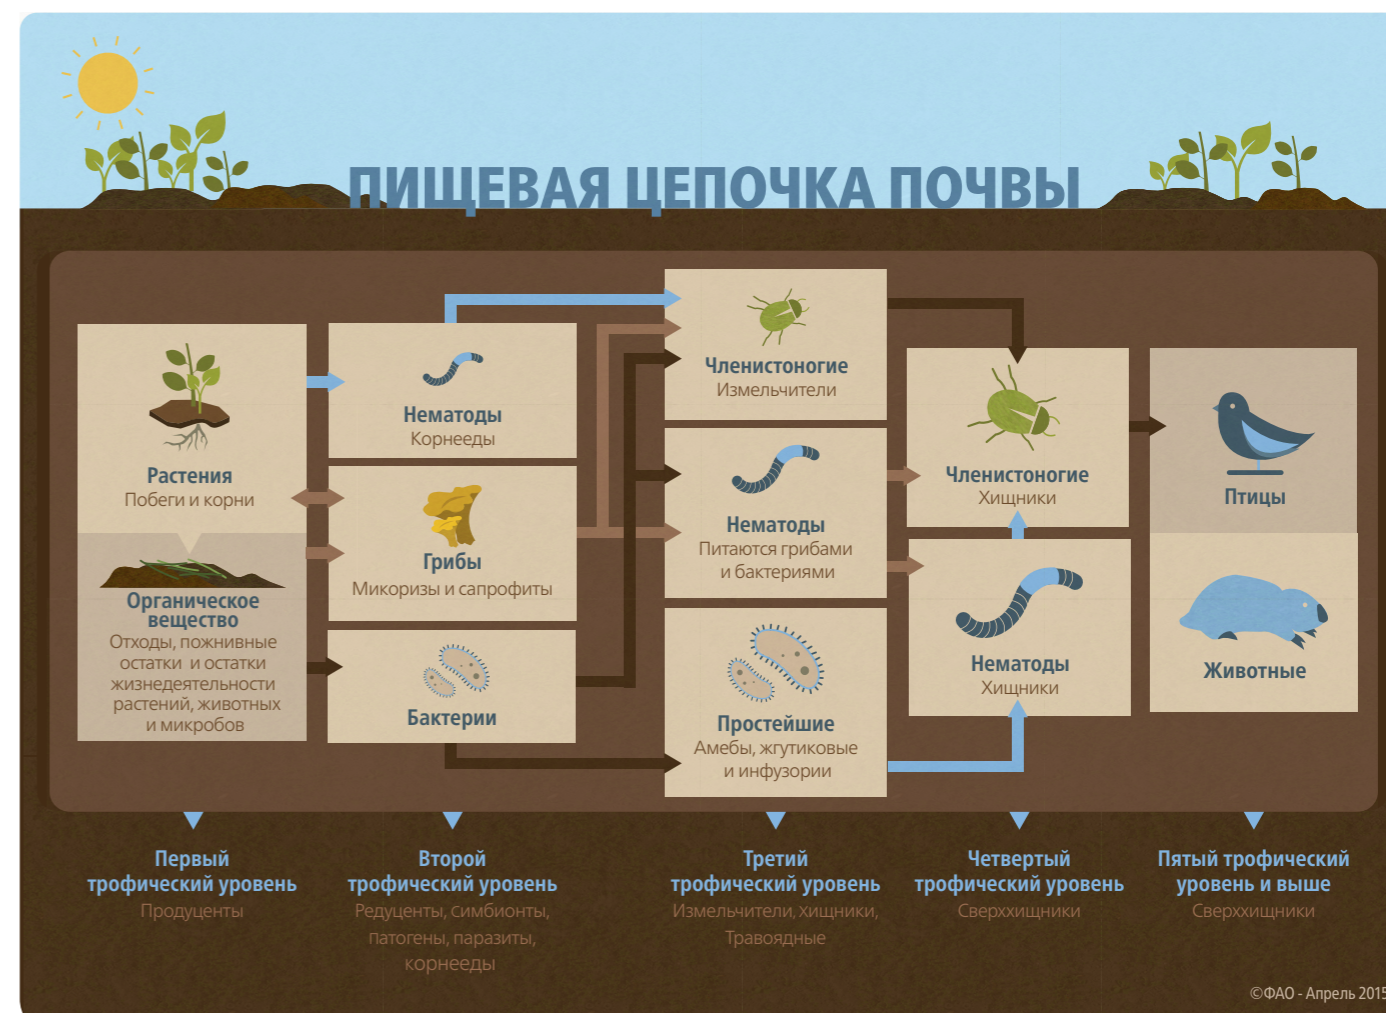 ПИЩЕВАЯ ЦЕПОЧКА ПОЧВЫ
Растения
Побеги и корни
Органическое
вещество
Отходы, пожнивные
остатки и остатки
жизнедеятельности
растений, животных
и микробов
Нематоды
Корнееды
Грибы
Микоризы и сапрофиты
Бактерии
Членистоногие
Измельчители
Нематоды
Питаются грибами
и бактериями
Простейшие
Амебы, жгутиковые
и инфузории
Членистоногие
Хищники
Нематоды
Хищники
Птицы
Животные
Первый
трофический уровень
Продуценты
Второй
трофический уровень
Редуценты, симбионты,
патогены, паразиты,
корнееды
Третий
трофический уровень
Измельчители, хищники,
Травоядные
Четвертый
трофический уровень
Сверххищники
Пятый трофический
уровень и выше
Сверххищники
©ФАО - Апрель 2015